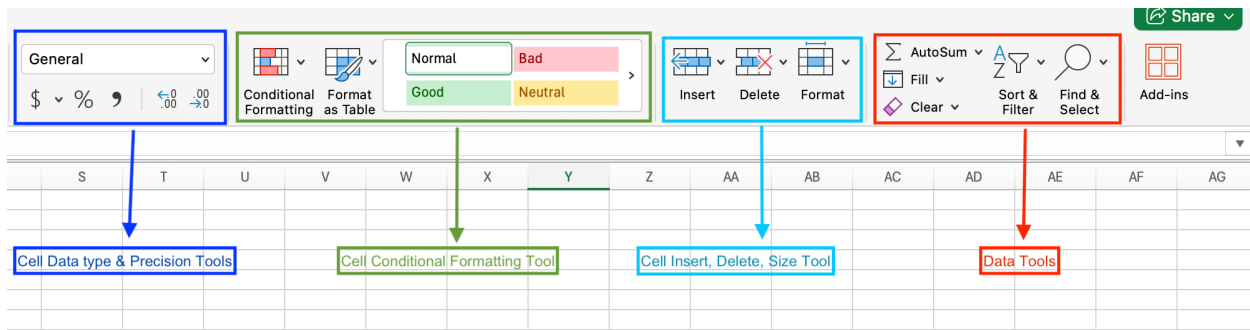 Share
General
Normal
Bad
Good
Neutral
Conditional
Formatting
Format
as Table
$ % 9 .00 .00
Insert
Delete
Format
AutoSum
Fill
Clear
A
Z
Sort &
Filter
Find &
Select
Add-ins
S T U V W X Y Z AA AB AC AD AE AF AG
Cell Data type & Precision Tools
Cell Conditional Formatting Tool
Cell Insert, Delete, Size Tool
Data Tools